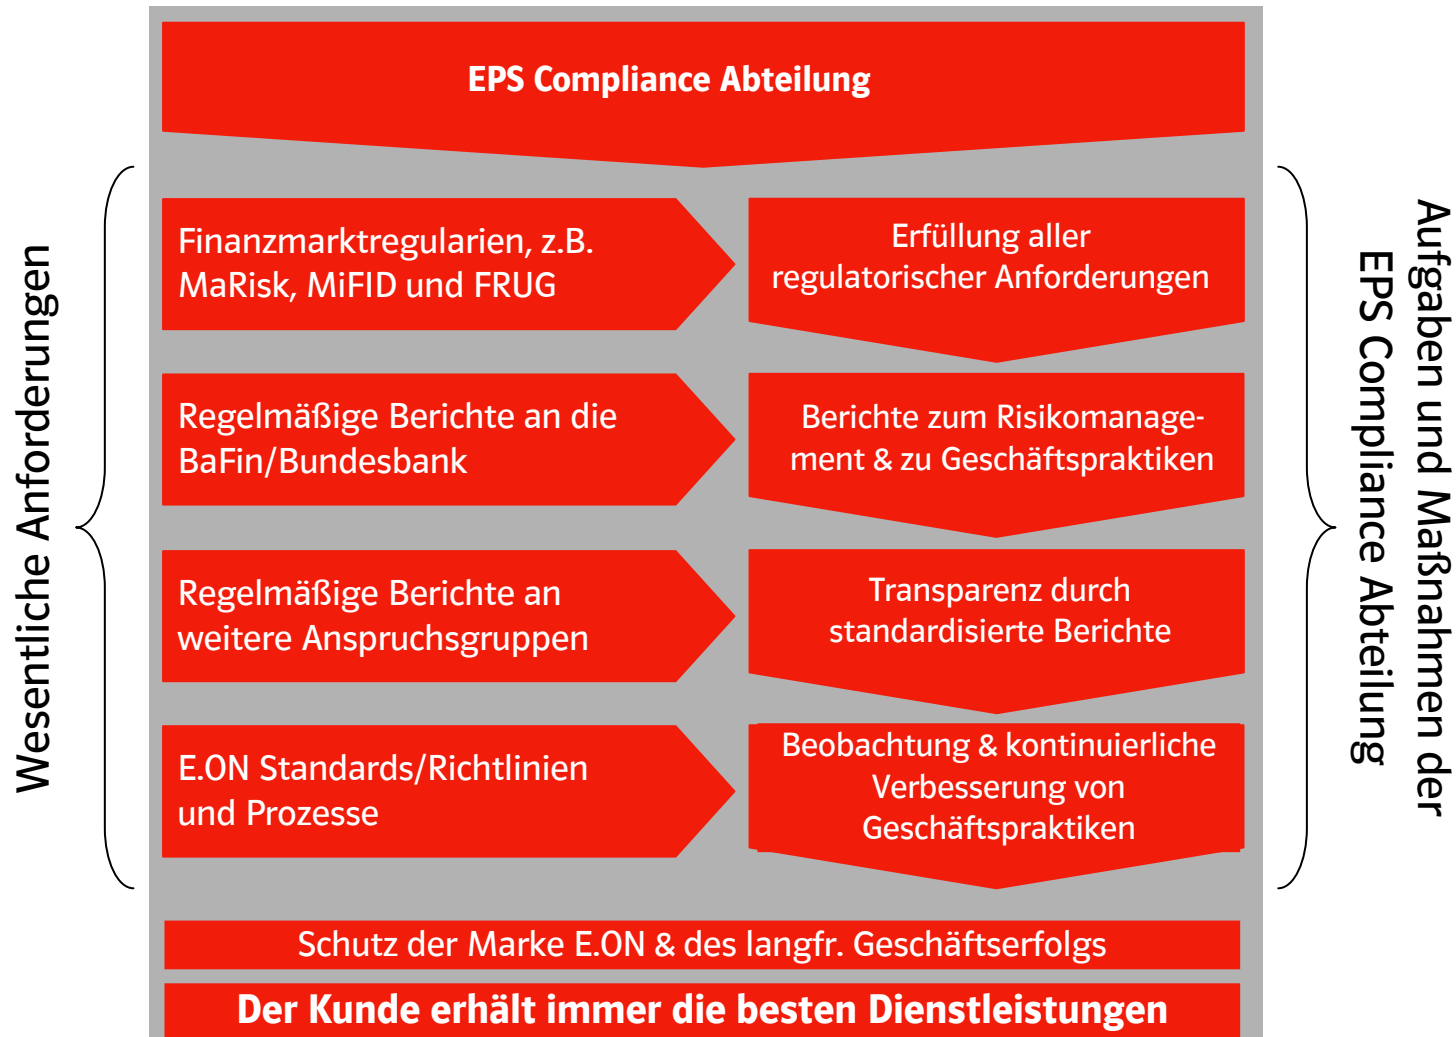 EPS Compliance Abteilung
Wesentliche Anforderungen
Finanzmarktregularien, z.B.
MaRisk, MiFID und FRUG
Erfüllung aller
regulatorischer Anforderungen
Regelmäßige Berichte an die
BaFin/Bundesbank
Berichte zum Risikomanage-
ment & zu Geschäftspraktiken
Regelmäßige Berichte an
weitere Anspruchsgruppen
Transparenz durch
standardisierte Berichte
E.ON Standards/Richtlinien
und Prozesse
Beobachtung & kontinuierliche
Verbesserung von
Geschäftspraktiken
Aufgaben und Maßnahmen der
EPS Compliance Abteilung
Schutz der Marke E.ON & des langfr. Geschäftserfolgs
Der Kunde erhält immer die besten Dienstleistungen